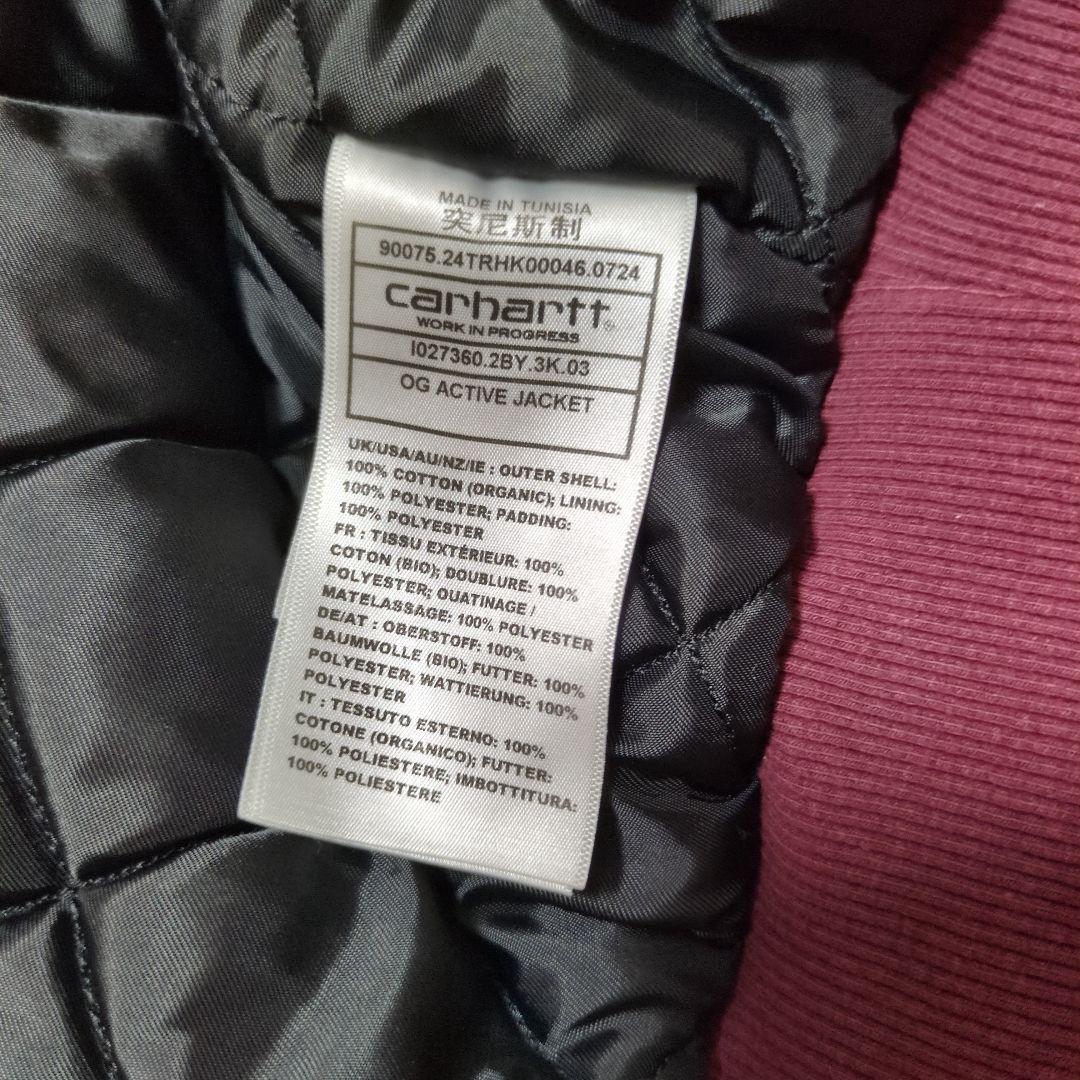 MADE IN TUNISIA
突尼斯制
90075.24TRHK00046.0724
carhartt®
WORK IN PROGRESS
I027360.2BY.3K.03
OG ACTIVE JACKET
UK/USA/AU/NZ/IE : OUTER SHELL:
100% COTTON (ORGANIC); LINING:
100% POLYESTER; PADDING:
100% POLYESTER
FR : TISSU EXTÉRIEUR: 100%
COTON (BIO); DOUBLURE: 100%
POLYESTER; OUATINAGE /
MATELASSAGE: 100% POLYESTER
DE/AT : OBERSTOFF: 100%
BAUMWOLLE (BIO); FUTTER: 100%
POLYESTER; WATTIERUNG: 100%
POLYESTER
IT : TESSUTO ESTERNO: 100%
COTONE (ORGANICO); FUTTER:
100% POLIESTERE; IMBOTTITURA:
100% POLIESTERE